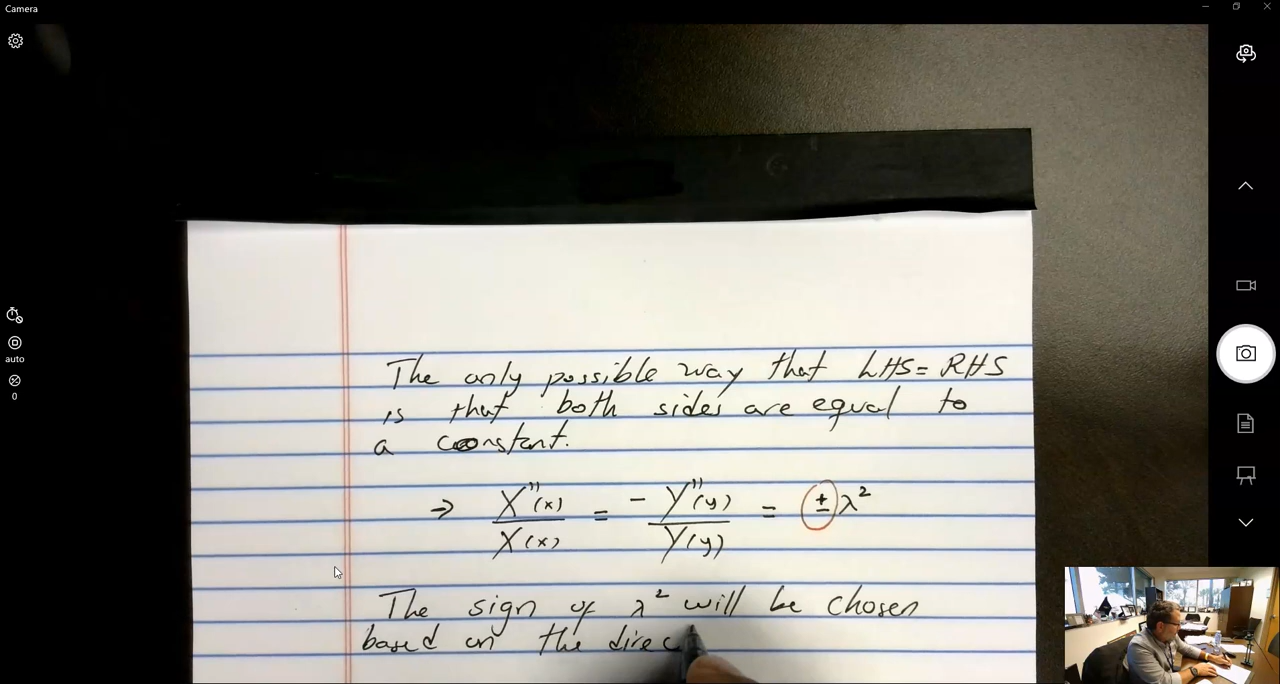 Camera
auto
0
The only possible way that LHS = RHS
is that both sides are equal to
a constant.
→ X''(x) / X(x) = - Y''(y) / Y(y) = ± λ²
The sign of λ² will be chosen
based on the direc